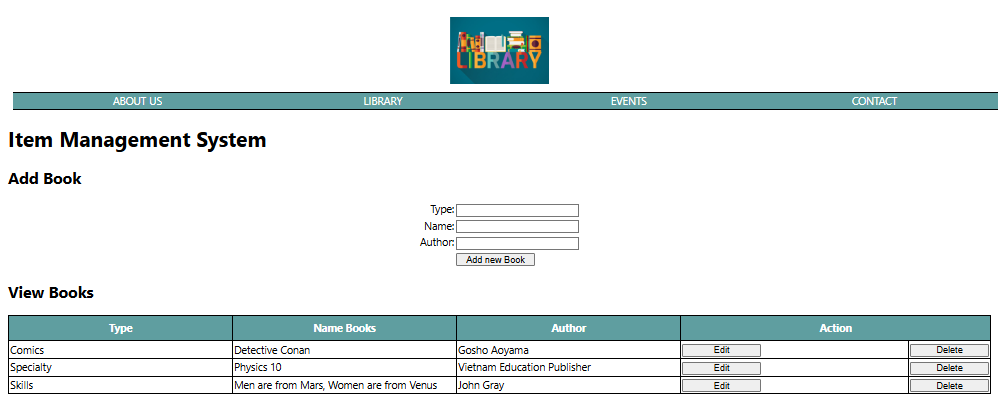 LIBRARY
ABOUT US LIBRARY EVENTS CONTACT
Item Management System
Add Book
Type:
Name:
Author:
Add new Book
View Books
Type Name Books Author Action
Comics Detective Conan Gosho Aoyama Edit Delete
Specialty Physics 10 Vietnam Education Publisher Edit Delete
Skills Men are from Mars, Women are from Venus John Gray Edit Delete